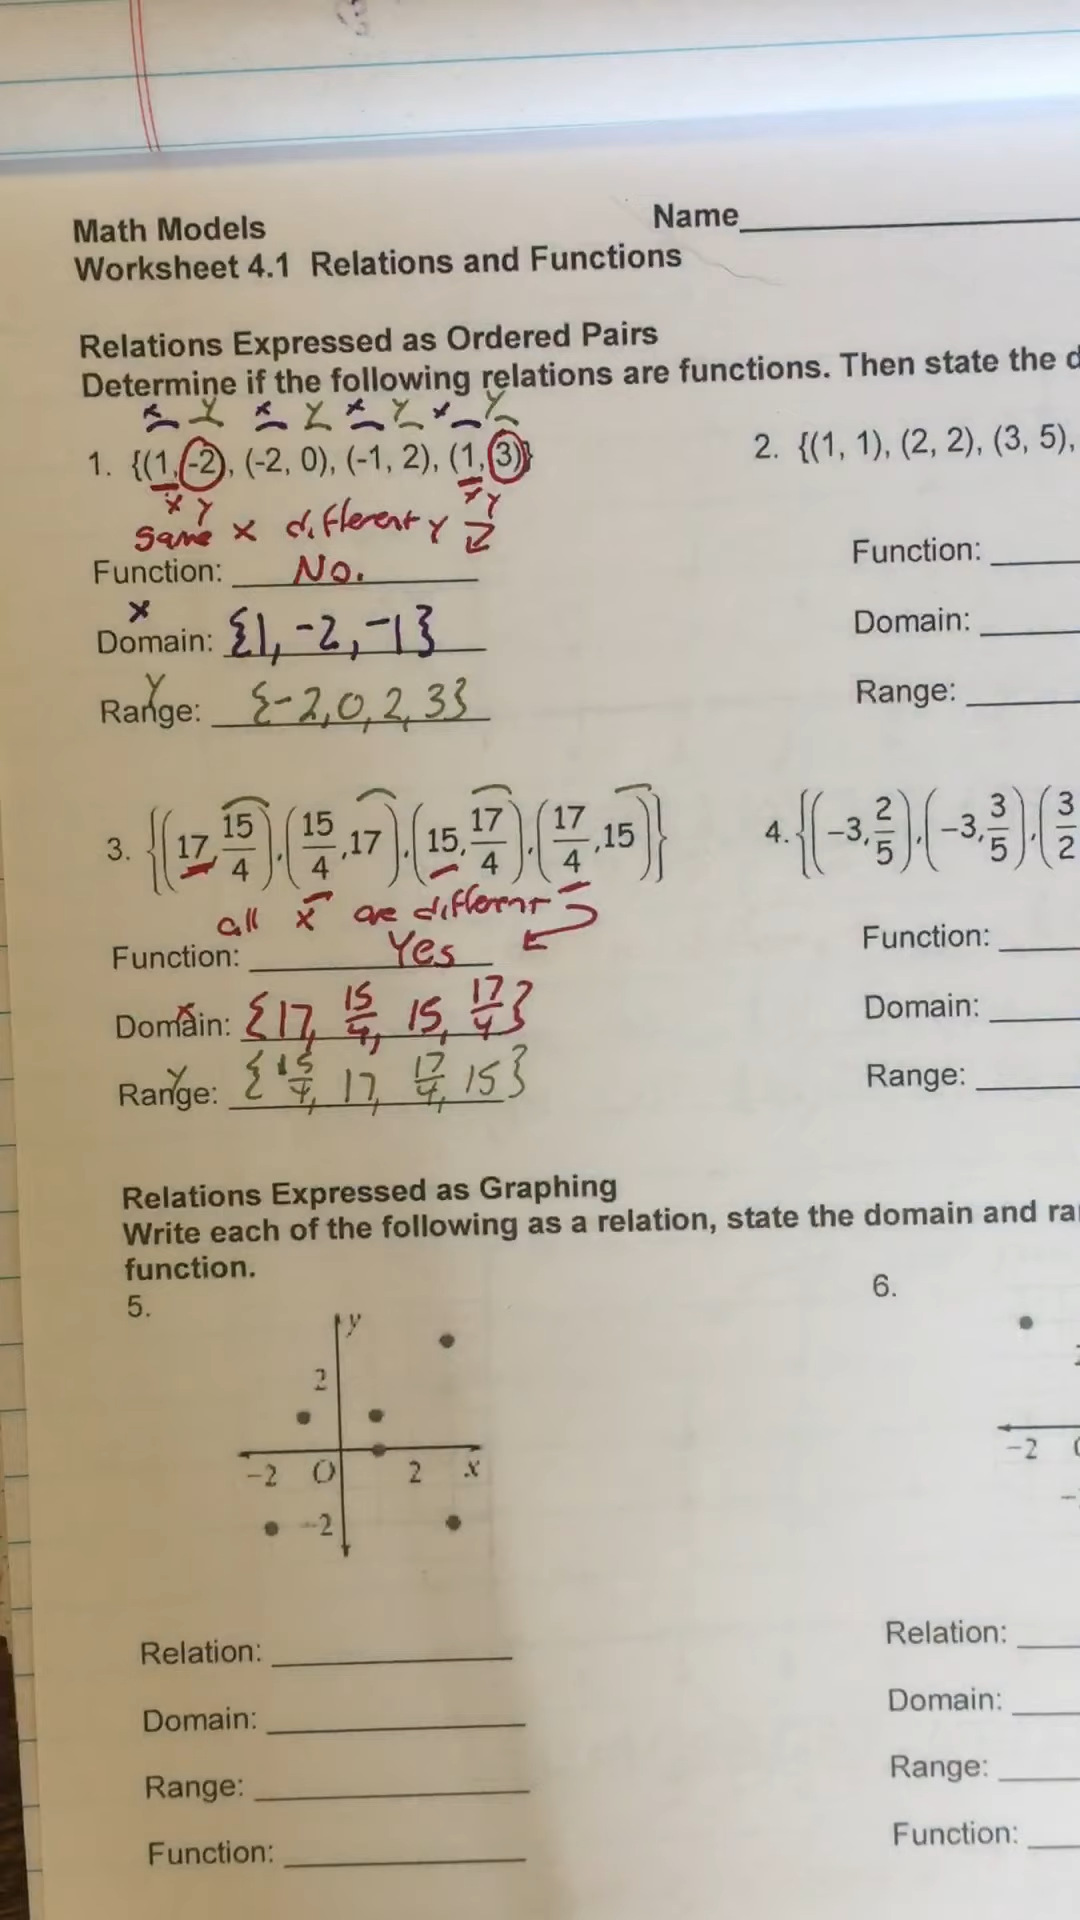 Math Models
Name
Worksheet 4.1 Relations and Functions
Relations Expressed as Ordered Pairs
Determine if the following relations are functions. Then state the d
x y x y x y x y
1. {(1, -2), (-2, 0), (-1, 2), (1, 3)}
x y x y
Same x different y
Function: No.
x
Domain: {1, -2, -1}
y
Range: {-2, 0, 2, 3}
2. {(1, 1), (2, 2), (3, 5),
Function:
Domain:
Range:
3. {(17, 15/4), (15/4, 17), (15, 17/4), (17/4, 15)}
all x are different
Function: Yes
x
Domain: {17, 15/4, 15, 17/4}
y
Range: {15/4, 17, 17/4, 15}
4. {(-3, 2/5), (-3, 3/5), (3/2
Function:
Domain:
Range:
Relations Expressed as Graphing
Write each of the following as a relation, state the domain and ra
function.
5.
y
2
-2 O 2 x
-2
Relation:
Domain:
Range:
Function:
6.
-2
Relation:
Domain:
Range:
Function: